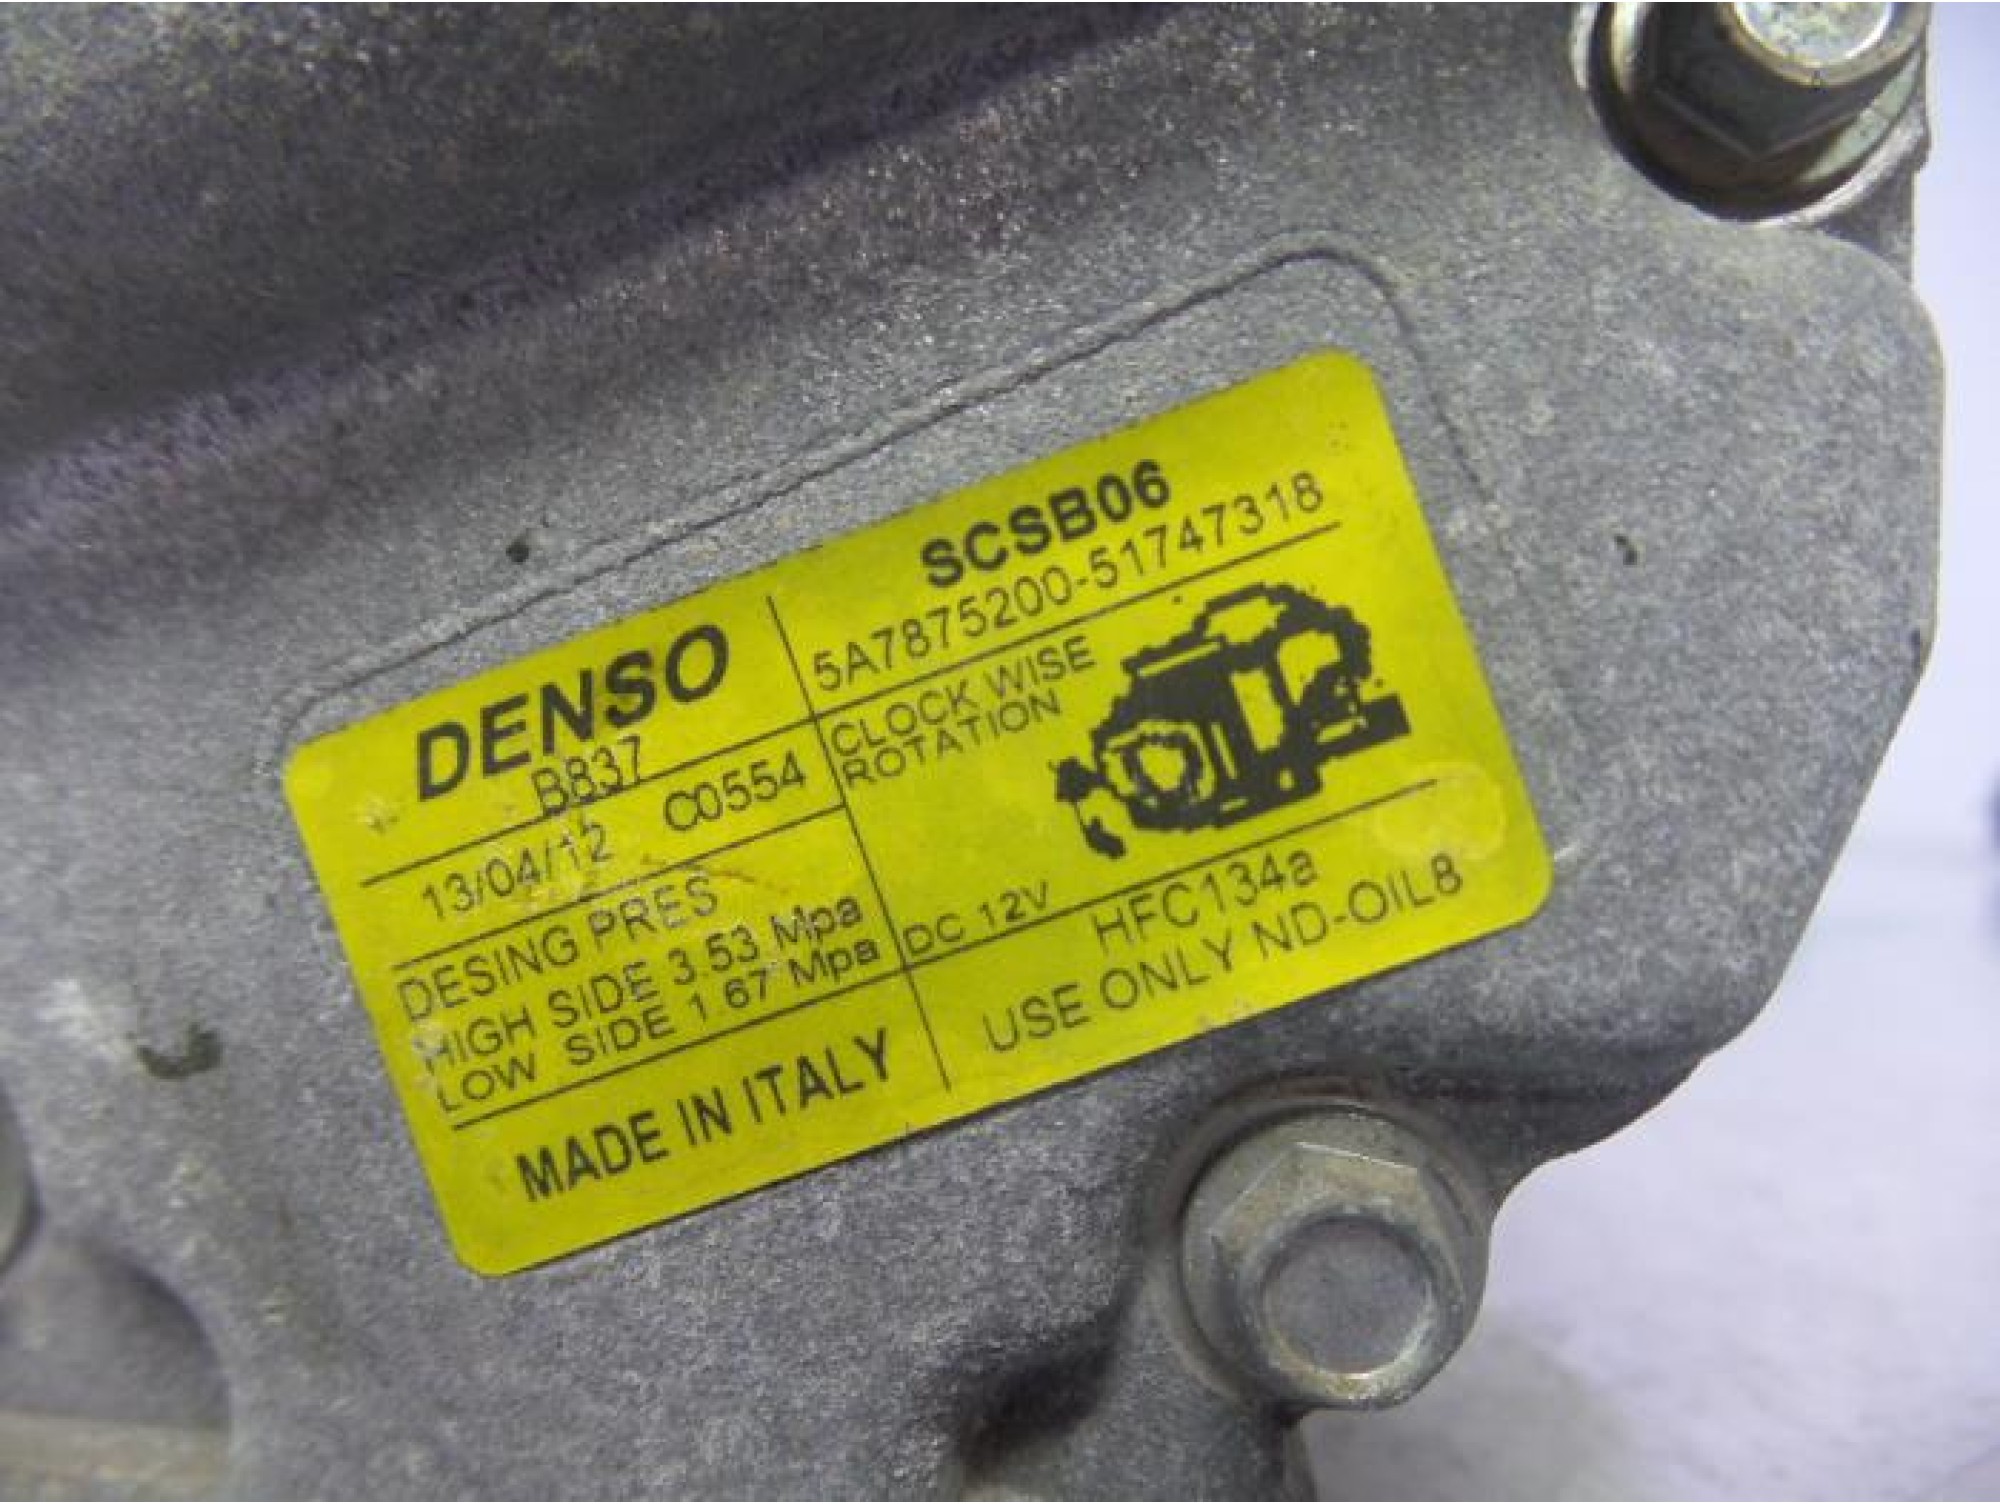 DENSO
B837
13/04/12 C0554
DESING PRES
HIGH SIDE 3.53 Mpa
LOW SIDE 1.67 Mpa
MADE IN ITALY
SCSB06
5A7875200-51747318
CLOCK WISE
ROTATION
DC 12V
HFC134a
USE ONLY ND-OIL8